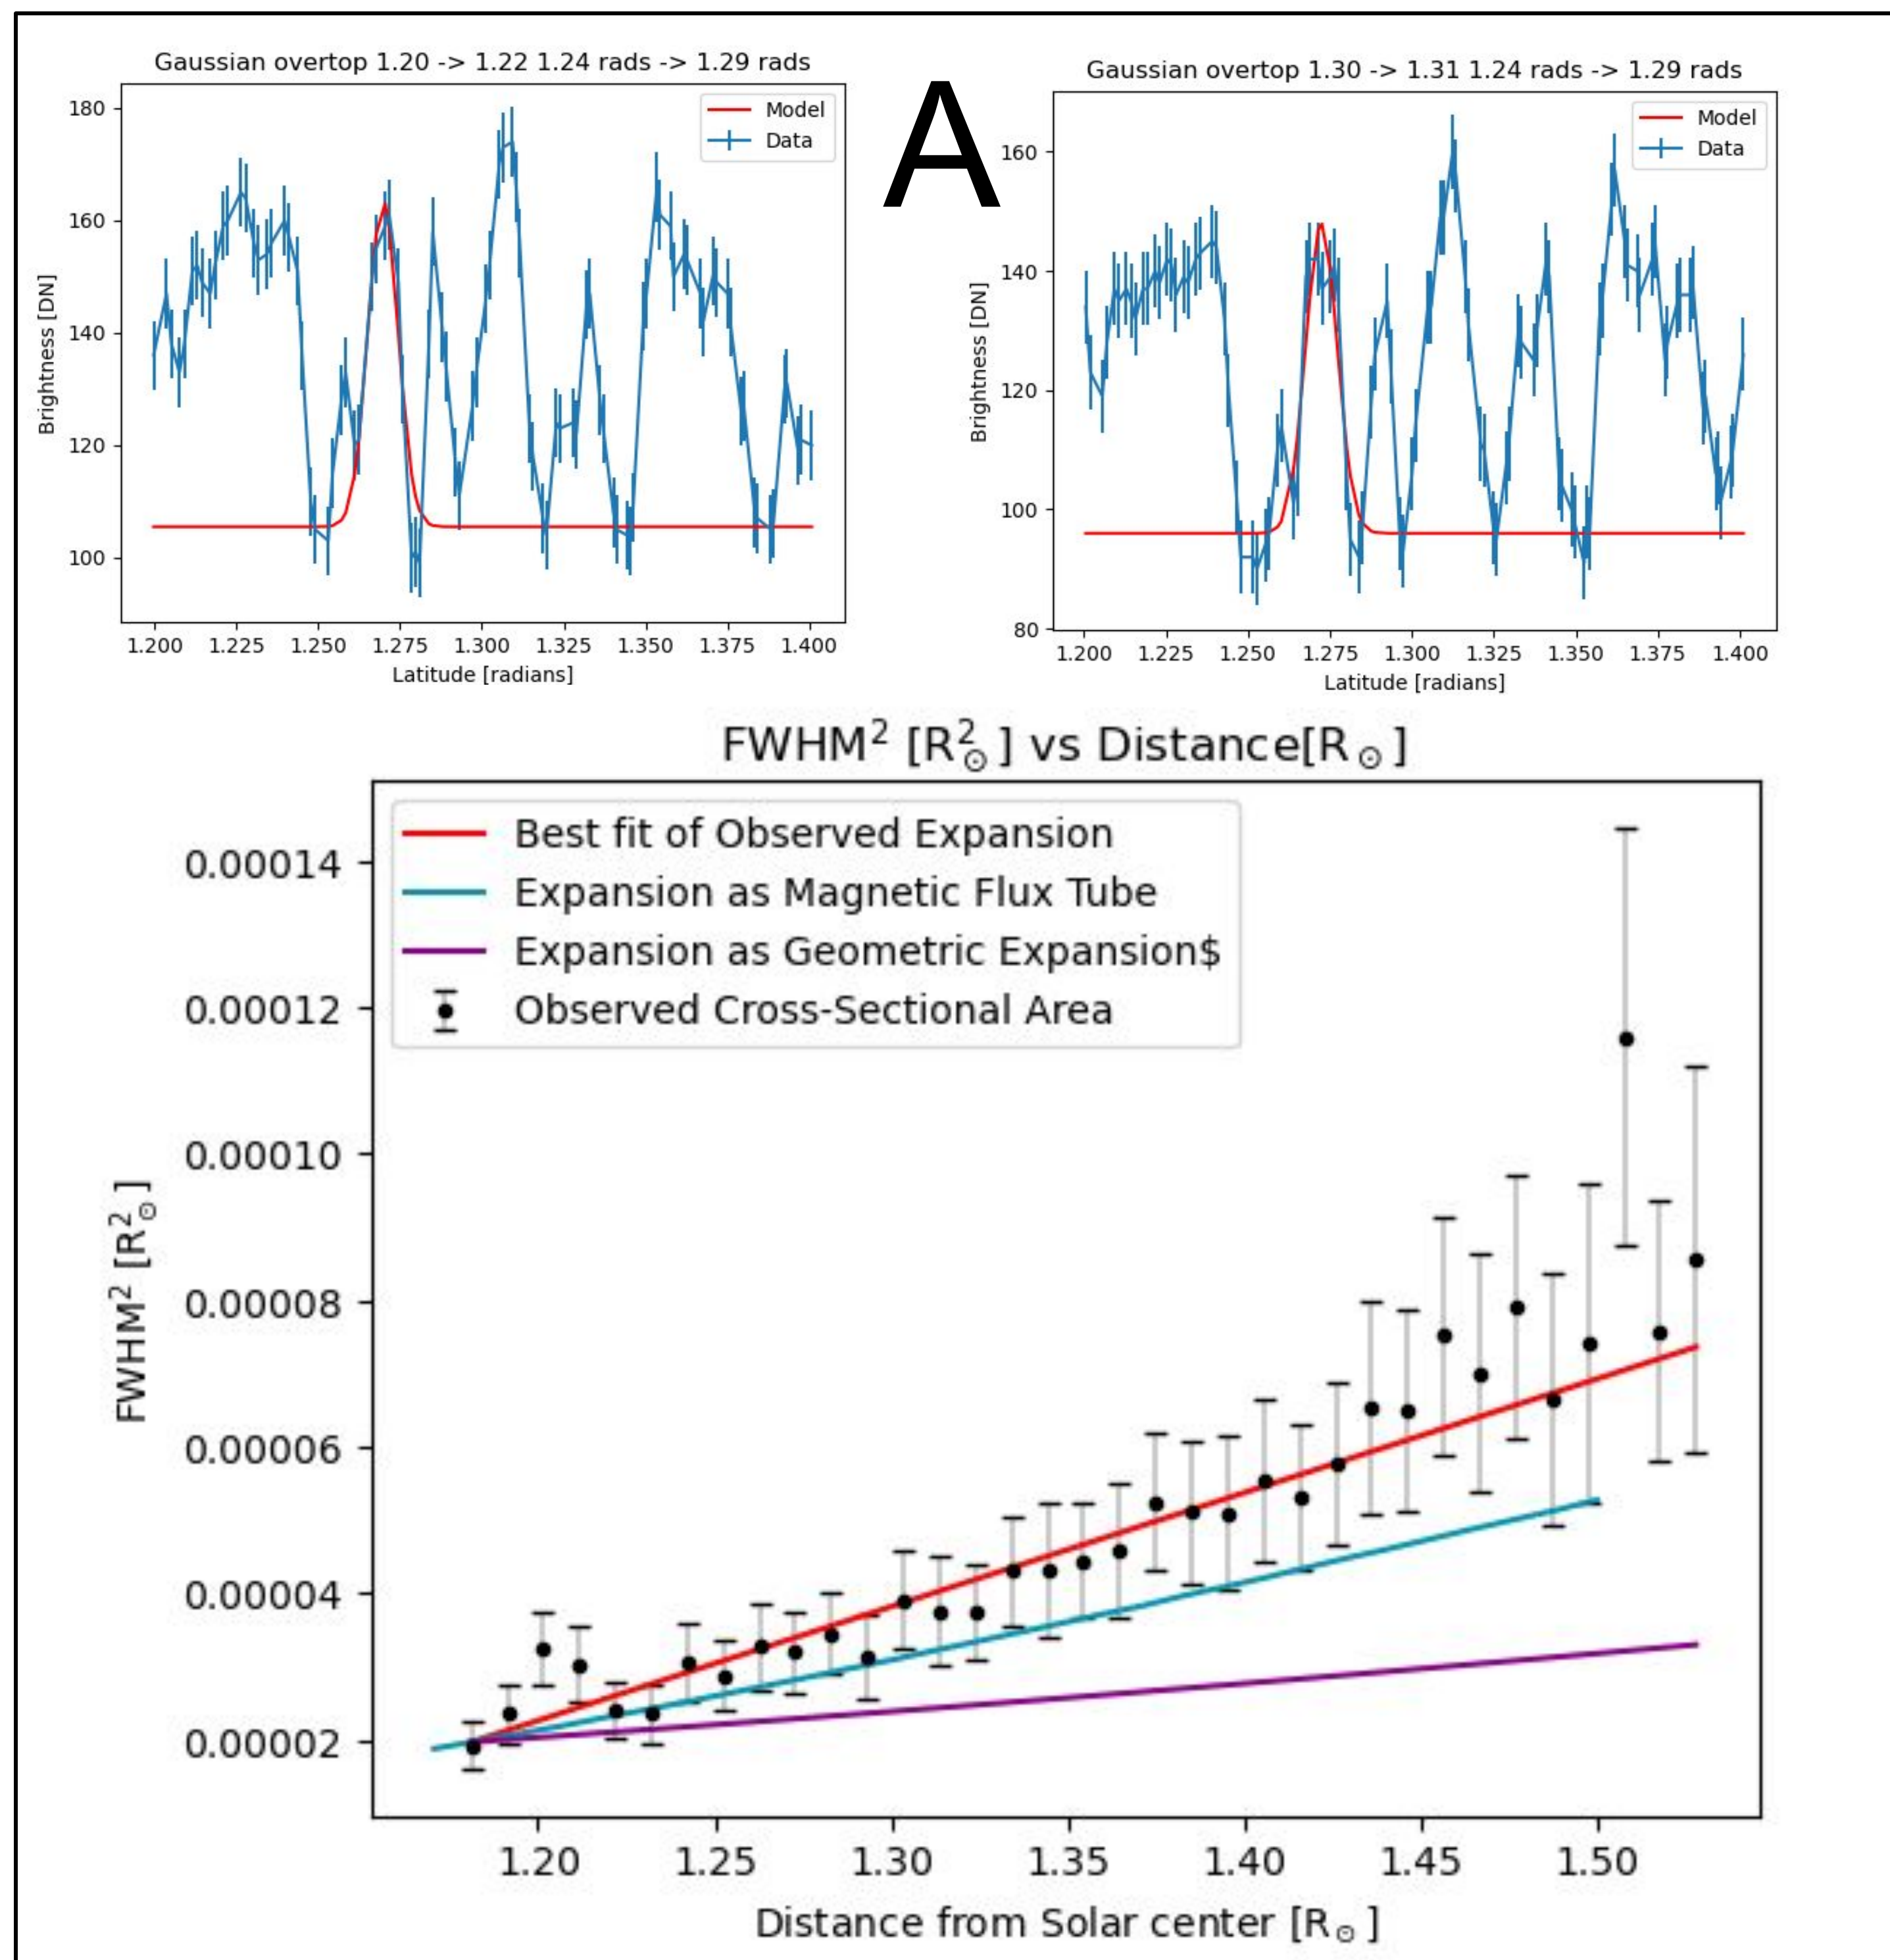 Gaussian overtop 1.20 -> 1.22 1.24 rads -> 1.29 rads
180
160
140
120
100
Brightness [DN]
Model
Data
1.200 1.225 1.250 1.275 1.300 1.325 1.350 1.375 1.400
Latitude [radians]
A
Gaussian overtop 1.30 -> 1.31 1.24 rads -> 1.29 rads
160
140
120
100
80
Brightness [DN]
Model
Data
1.200 1.225 1.250 1.275 1.300 1.325 1.350 1.375 1.400
Latitude [radians]
FWHM² [R²⊙] vs Distance[R⊙]
Best fit of Observed Expansion
Expansion as Magnetic Flux Tube
Expansion as Geometric Expansion$
Observed Cross-Sectional Area
0.00014
0.00012
0.00010
0.00008
0.00006
0.00004
0.00002
FWHM² [R²⊙]
1.20 1.25 1.30 1.35 1.40 1.45 1.50
Distance from Solar center [R⊙]